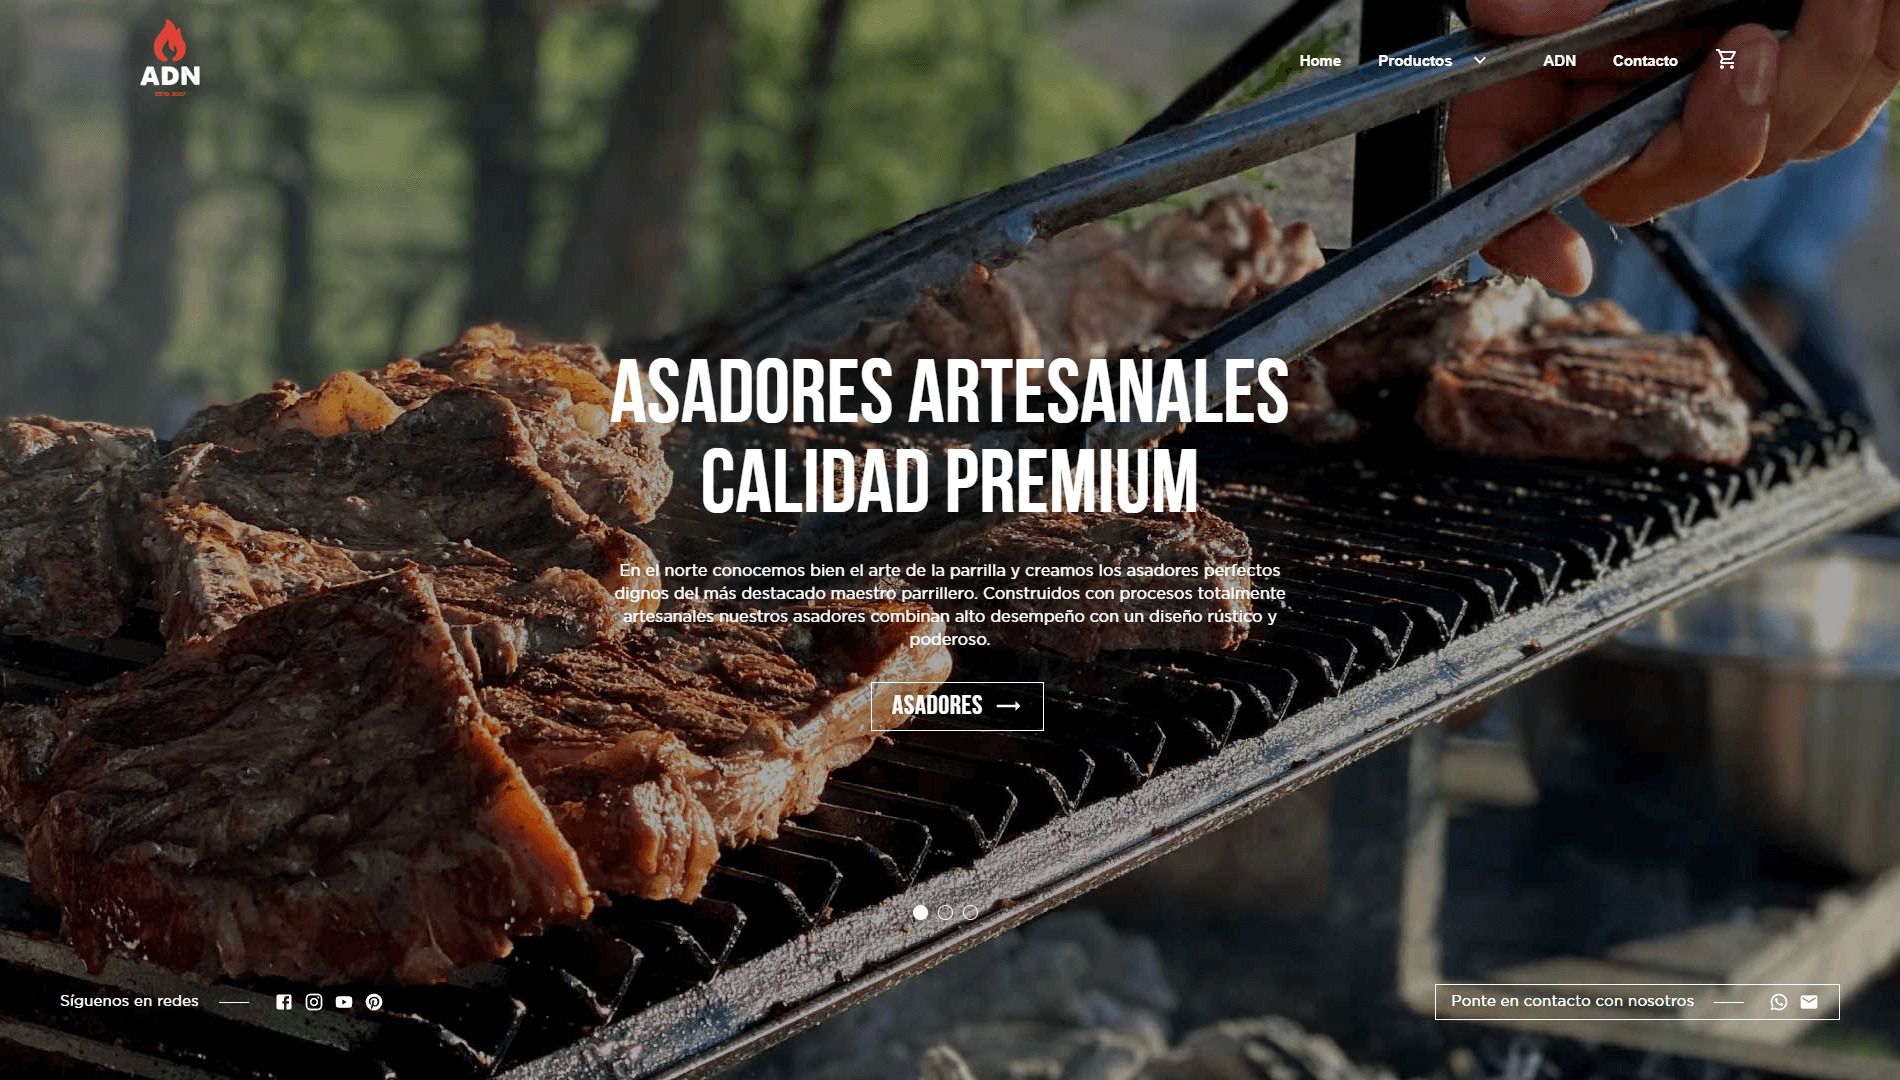 ADN
ESTD. 2007
Home Productos ADN Contacto
ASADORES ARTESANALES
CALIDAD PREMIUM
En el norte conocemos bien el arte de la parrilla y creamos los asadores perfectos
dignos del más destacado maestro parrillero. Construidos con procesos totalmente
artesanales nuestros asadores combinan alto desempeño con un diseño rústico y
poderoso.
ASADORES
Síguenos en redes
Ponte en contacto con nosotros